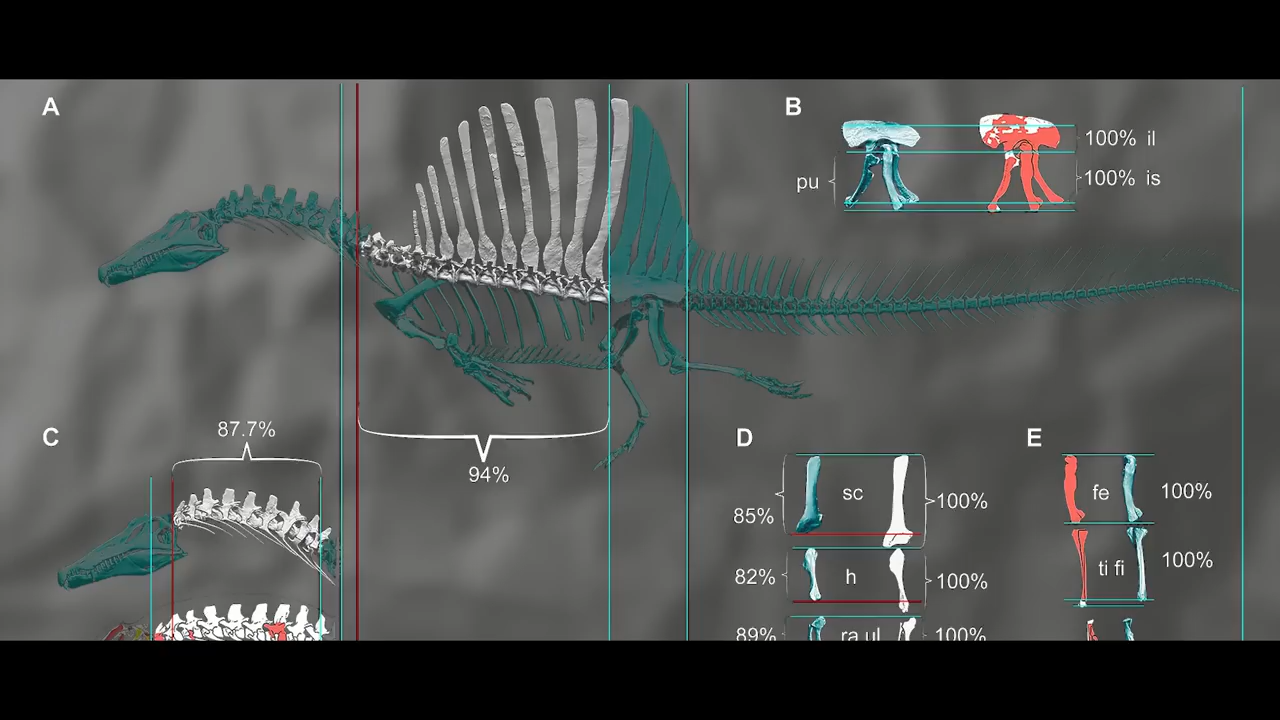 A
B
100% il
pu
100% is
C
87.7%
94%
D
sc
85%
100%
82%
h
100%
89%
ra ul
100%
E
fe
100%
ti fi
100%